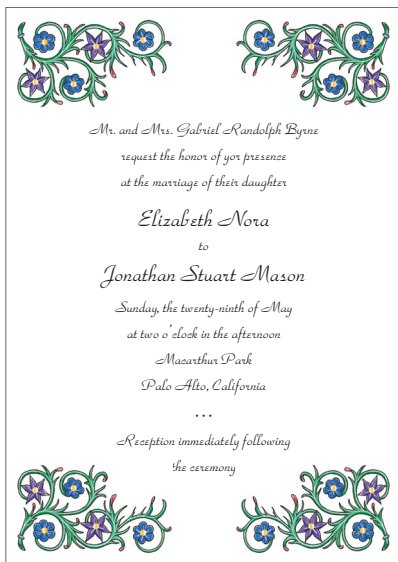 Mr. and Mrs. Gabriel Randolph Byrne
request the honor of yor presence
at the marriage of their daughter
Elizabeth Nora
to
Jonathan Stuart Mason
Sunday, the twenty-ninth of May
at two o'clock in the afternoon
Macarthur Park
Palo Alto, California
...
Reception immediately following
the ceremony